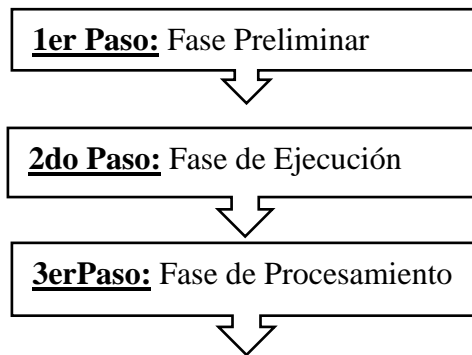 1er Paso: Fase Preliminar
2do Paso: Fase de Ejecución
3erPaso: Fase de Procesamiento